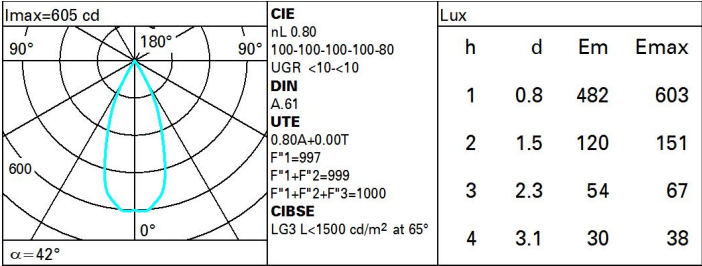 Imax=605 cd
90°
180°
90°
600
0°
α=42°
CIE
nL 0.80
100-100-100-100-80
UGR <10-<10
DIN
A.61
UTE
0.80A+0.00T
F"1=997
F"1+F"2=999
F"1+F"2+F"3=1000
CIBSE
LG3 L<1500 cd/m² at 65°
Lux
h d Em Emax
1 0.8 482 603
2 1.5 120 151
3 2.3 54 67
4 3.1 30 38